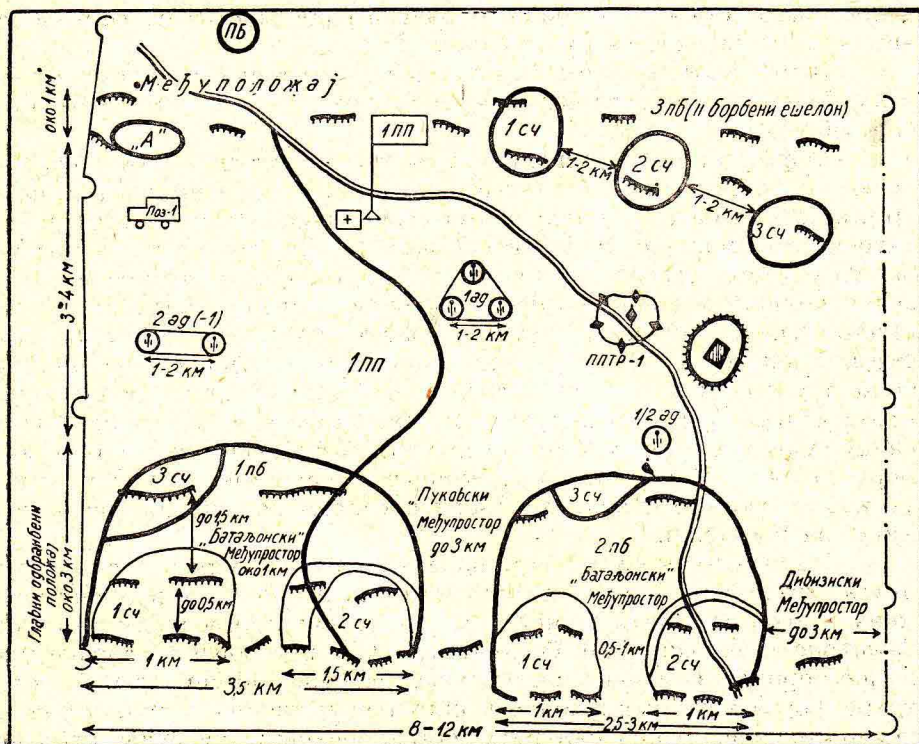 ПБ
око 1 км
Међуположај
„А"
1 ПП
3 пб (II борбени ешелон)
1 сч
1-2 км
2 сч
1-2 км
3 сч
Поз-1
3-4 км
2 ад (-1)
1-2 км
1 ад
1-2 км
1 ПП
ППТР-1
1/2 ад
Главни одбранбени
положај
око 3 км
3 сч
1 пб
до 1,5 км
„Батаљонски"
Међупростор
око 1 км
до 0,5 км
1 сч
2 сч
„Пуковски
Међупростор
до 3 км
3 сч
2 пб
„Батаљонски"
Међупростор
0,5-1 км
1 сч
2 сч
Дивизиски
Међупростор
до 3 км
1 км
1,5 км
3,5 км
1 км
1 км
2,5-3 км
8-12 км